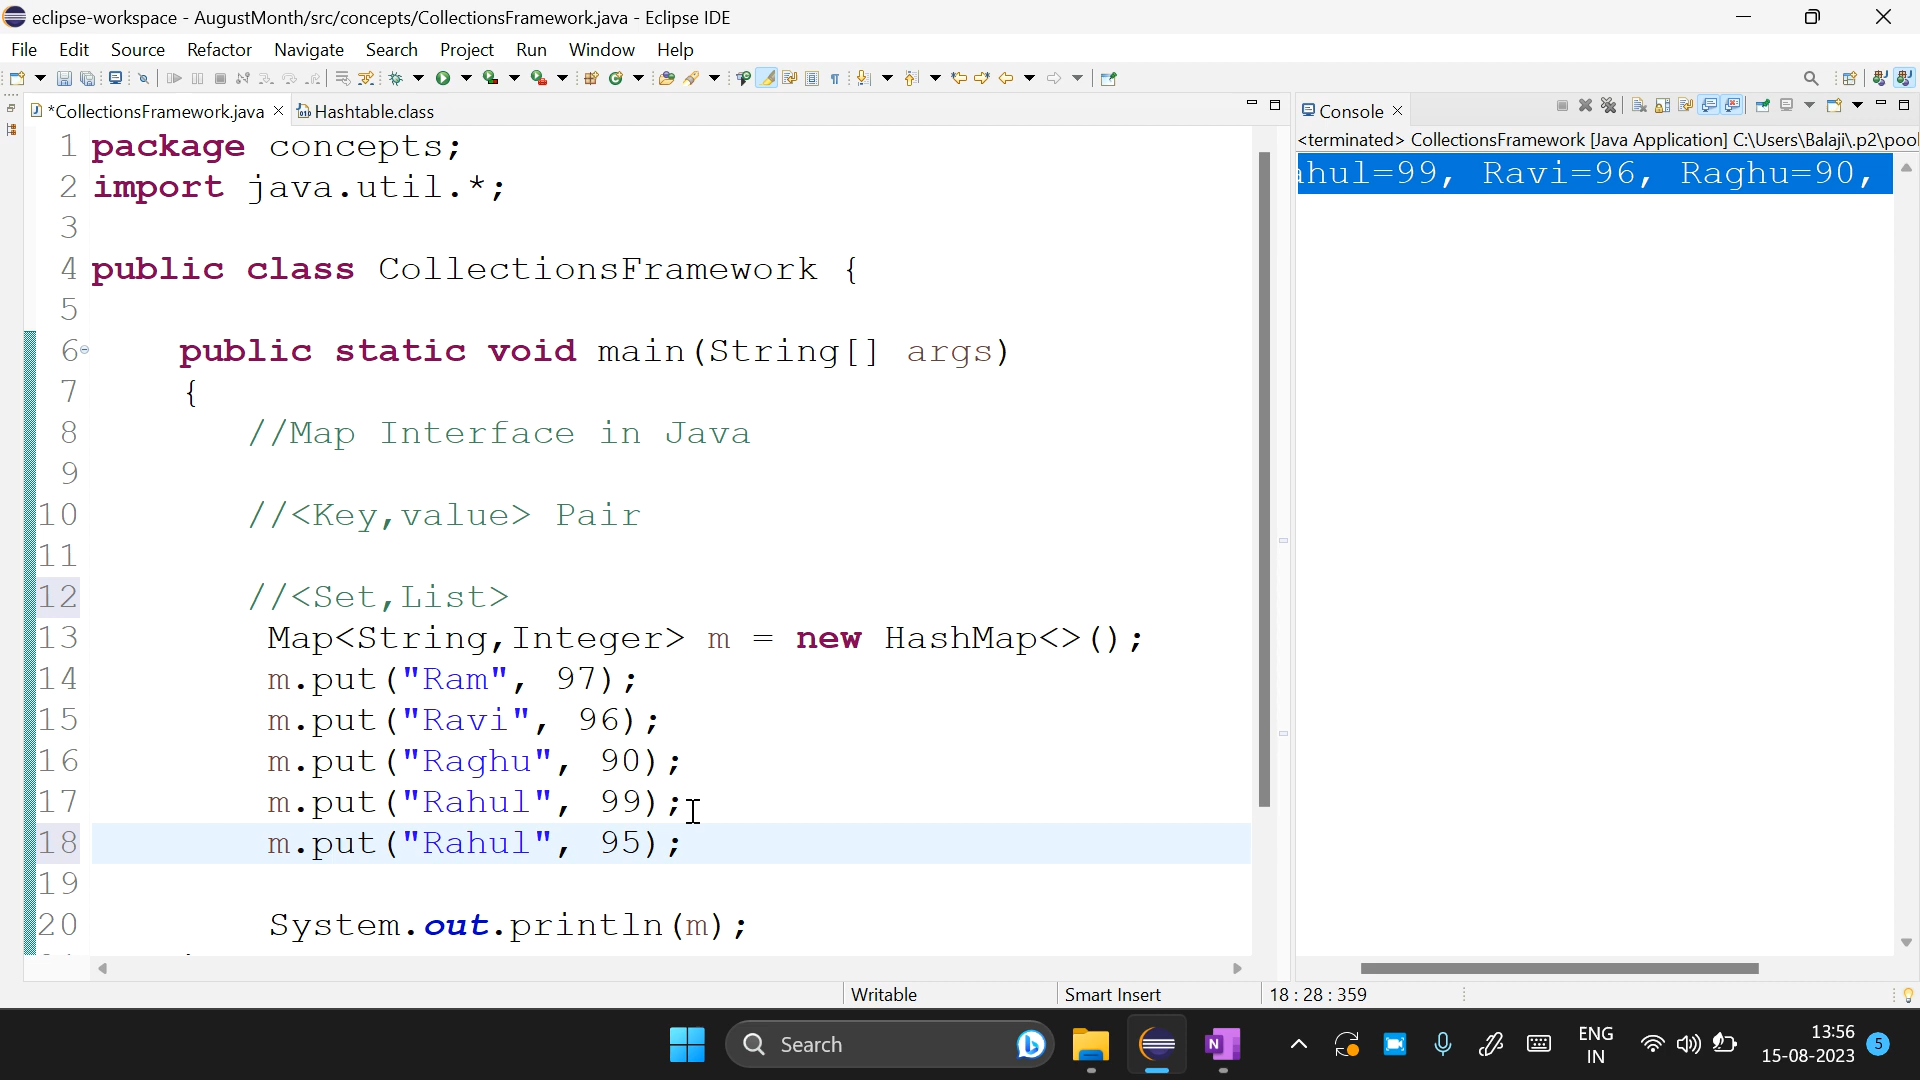 eclipse-workspace - AugustMonth/src/concepts/CollectionsFramework.java - Eclipse IDE
File Edit Source Refactor Navigate Search Project Run Window Help
*CollectionsFramework.java Hashtable.class
1 package concepts;
2 import java.util.*;
3
4 public class CollectionsFramework {
5
6 public static void main(String[] args)
7 {
8 //Map Interface in Java
9
10 //<Key,value> Pair
11
12 //<Set,List>
13 Map<String,Integer> m = new HashMap<>();
14 m.put("Ram", 97);
15 m.put("Ravi", 96);
16 m.put("Raghu", 90);
17 m.put("Rahul", 99);
18 m.put("Rahul", 95);
19
20 System.out.println(m);
Console
<terminated> CollectionsFramework [Java Application] C:\Users\Balaji\.p2\pool
ahul=99, Ravi=96, Raghu=90,
Writable Smart Insert 18 : 28 : 359
Search
N
ENG
IN
13:56
15-08-2023
5